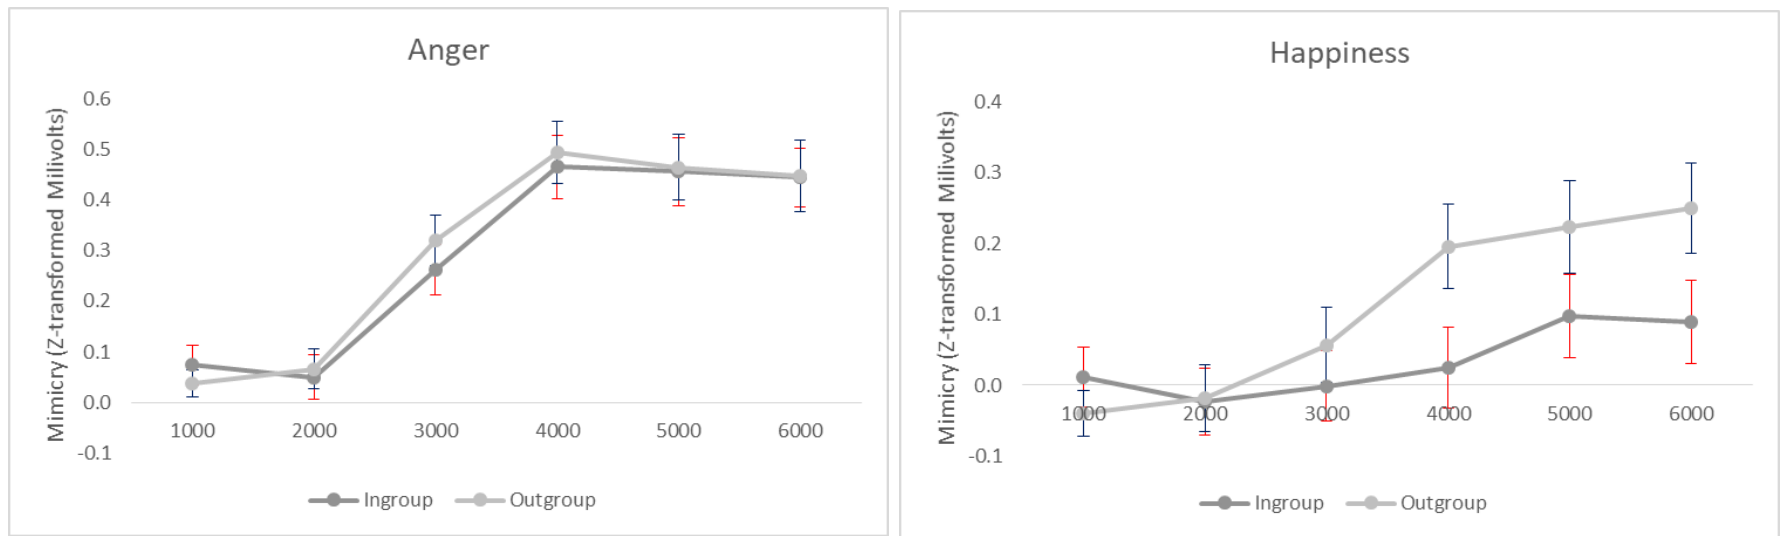 Anger
Mimicry (Z-transformed Milivolts)
0.6
0.5
0.4
0.3
0.2
0.1
0.0
-0.1
1000 2000 3000 4000 5000 6000
Ingroup Outgroup
Happiness
Mimicry (Z-transformed Milivolts)
0.4
0.3
0.2
0.1
0.0
-0.1
1000 2000 3000 4000 5000 6000
Ingroup Outgroup